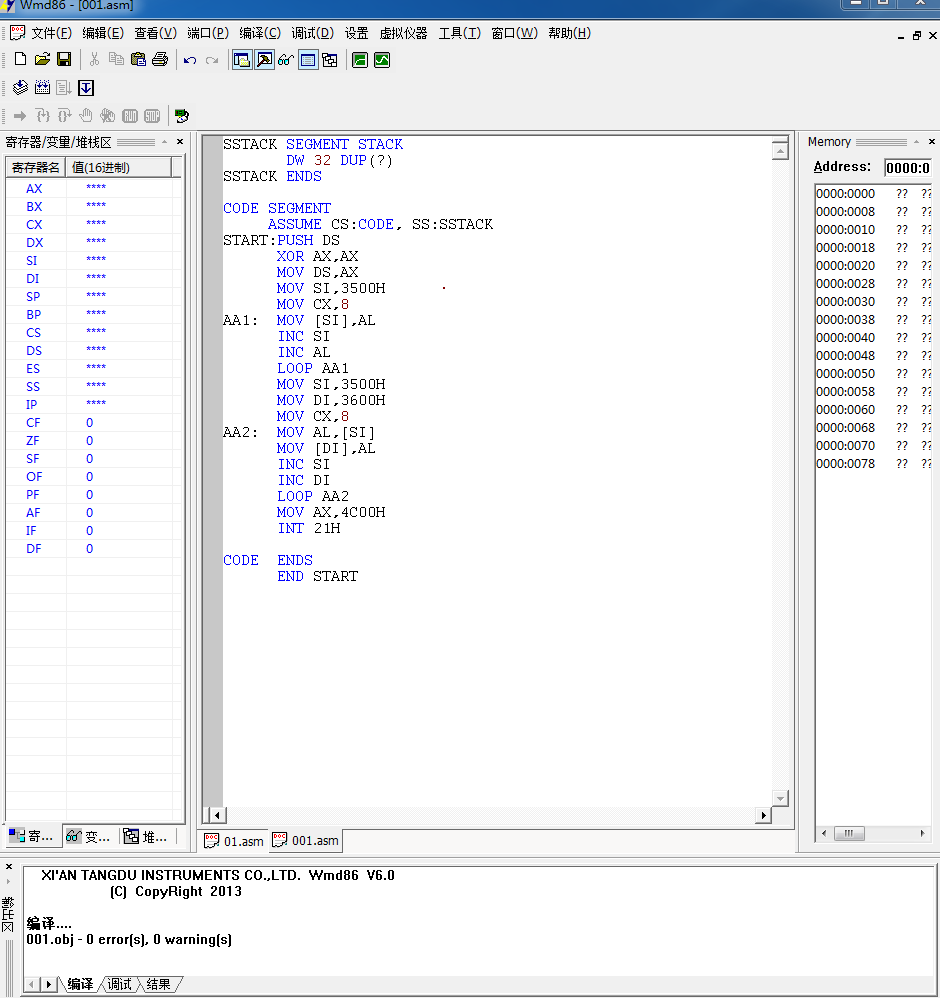 Wmd86 - [001.asm]
文件(F) 编辑(E) 查看(V) 端口(P) 编译(C) 调试(D) 设置 虚拟仪器 工具(T) 窗口(W) 帮助(H)
寄存器/变量/堆栈区
寄存器名 值(16进制)
AX ****
BX ****
CX ****
DX ****
SI ****
DI ****
SP ****
BP ****
CS ****
DS ****
ES ****
SS ****
IP ****
CF 0
ZF 0
SF 0
OF 0
PF 0
AF 0
IF 0
DF 0
寄... 变... 堆...
SSTACK SEGMENT STACK
DW 32 DUP(?)
SSTACK ENDS
CODE SEGMENT
ASSUME CS:CODE, SS:SSTACK
START:PUSH DS
XOR AX,AX
MOV DS,AX
MOV SI,3500H
MOV CX,8
AA1: MOV [SI],AL
INC SI
INC AL
LOOP AA1
MOV SI,3500H
MOV DI,3600H
MOV CX,8
AA2: MOV AL,[SI]
MOV [DI],AL
INC SI
INC DI
LOOP AA2
MOV AX,4C00H
INT 21H
CODE ENDS
END START
01.asm 001.asm
Memory
Address: 0000:0
0000:0000 ?? ??
0000:0008 ?? ??
0000:0010 ?? ??
0000:0018 ?? ??
0000:0020 ?? ??
0000:0028 ?? ??
0000:0030 ?? ??
0000:0038 ?? ??
0000:0040 ?? ??
0000:0048 ?? ??
0000:0050 ?? ??
0000:0058 ?? ??
0000:0060 ?? ??
0000:0068 ?? ??
0000:0070 ?? ??
0000:0078 ?? ??
输出区
XI'AN TANGDU INSTRUMENTS CO.,LTD. Wmd86 V6.0
(C) CopyRight 2013
编译....
001.obj - 0 error(s), 0 warning(s)
编译 调试 结果